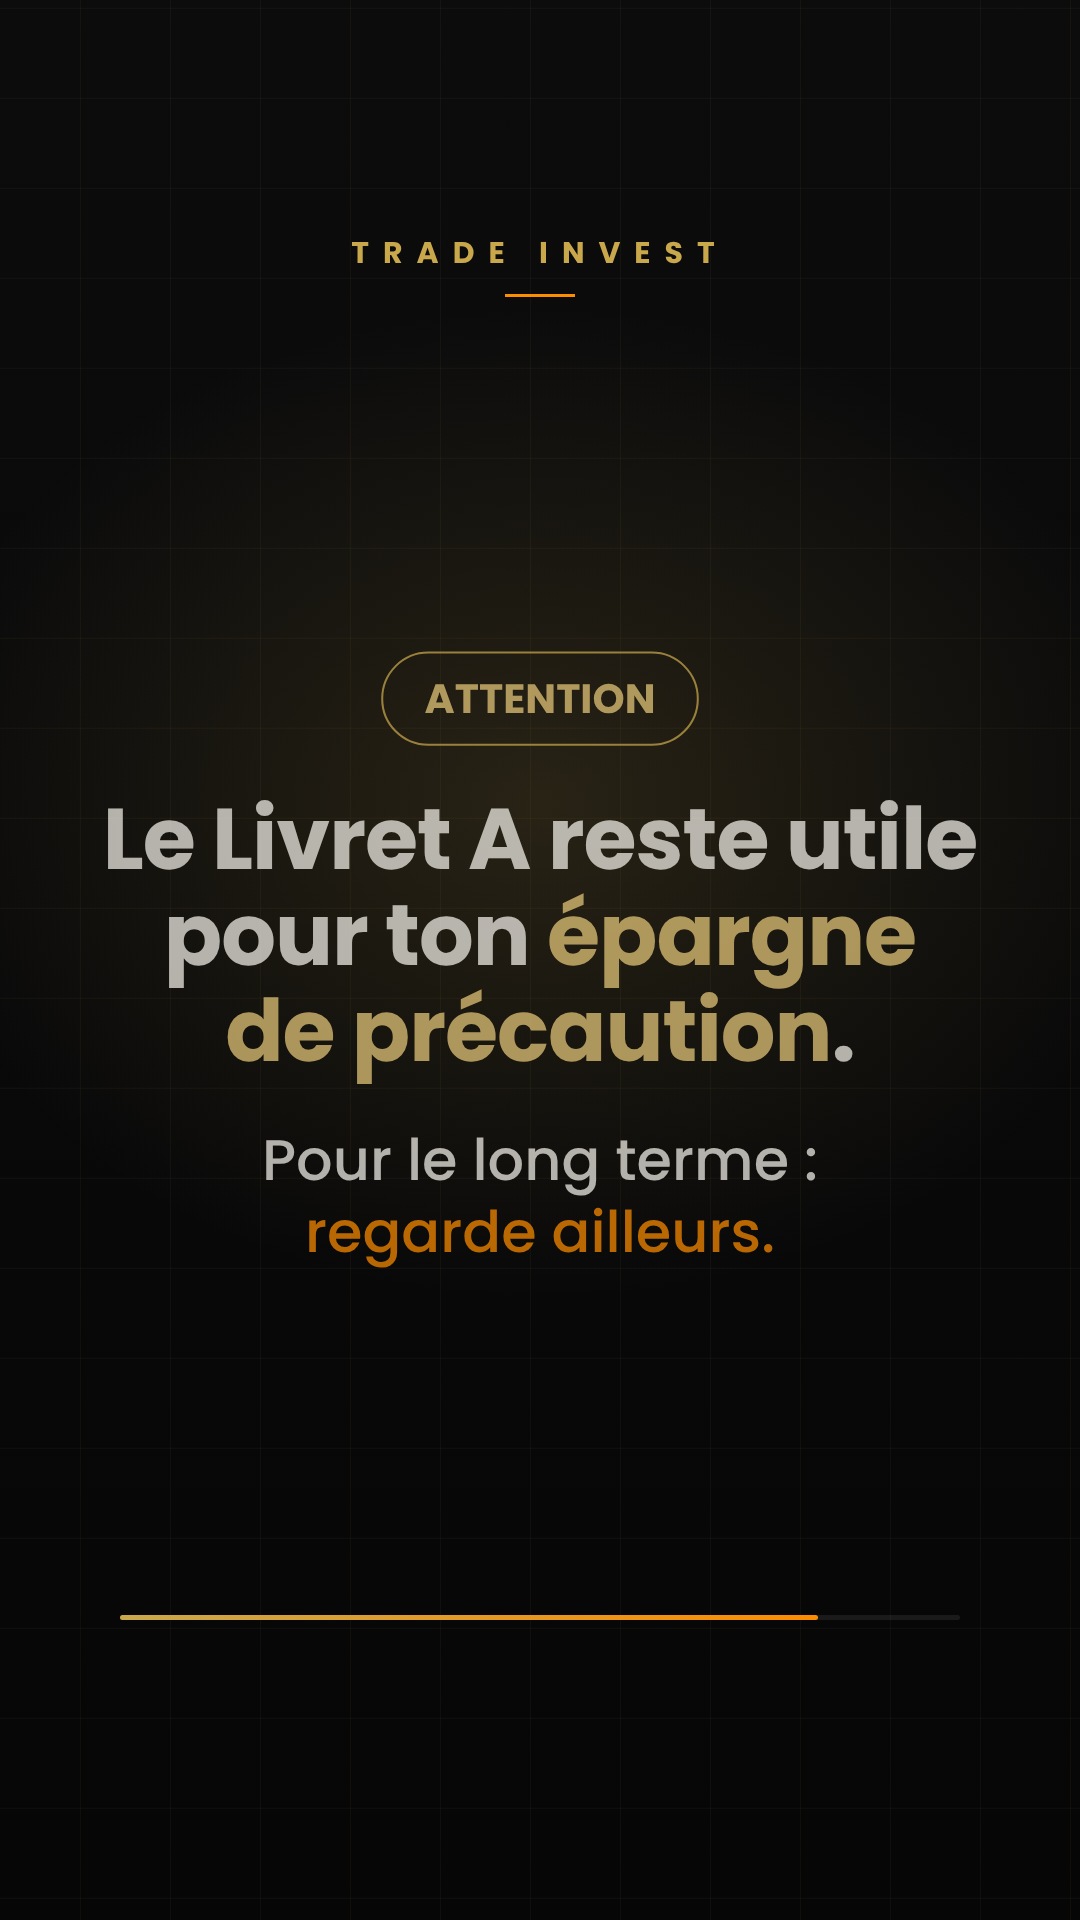 TRADE INVEST
ATTENTION
Le Livret A reste utile
pour ton épargne
de précaution.
Pour le long terme :
regarde ailleurs.